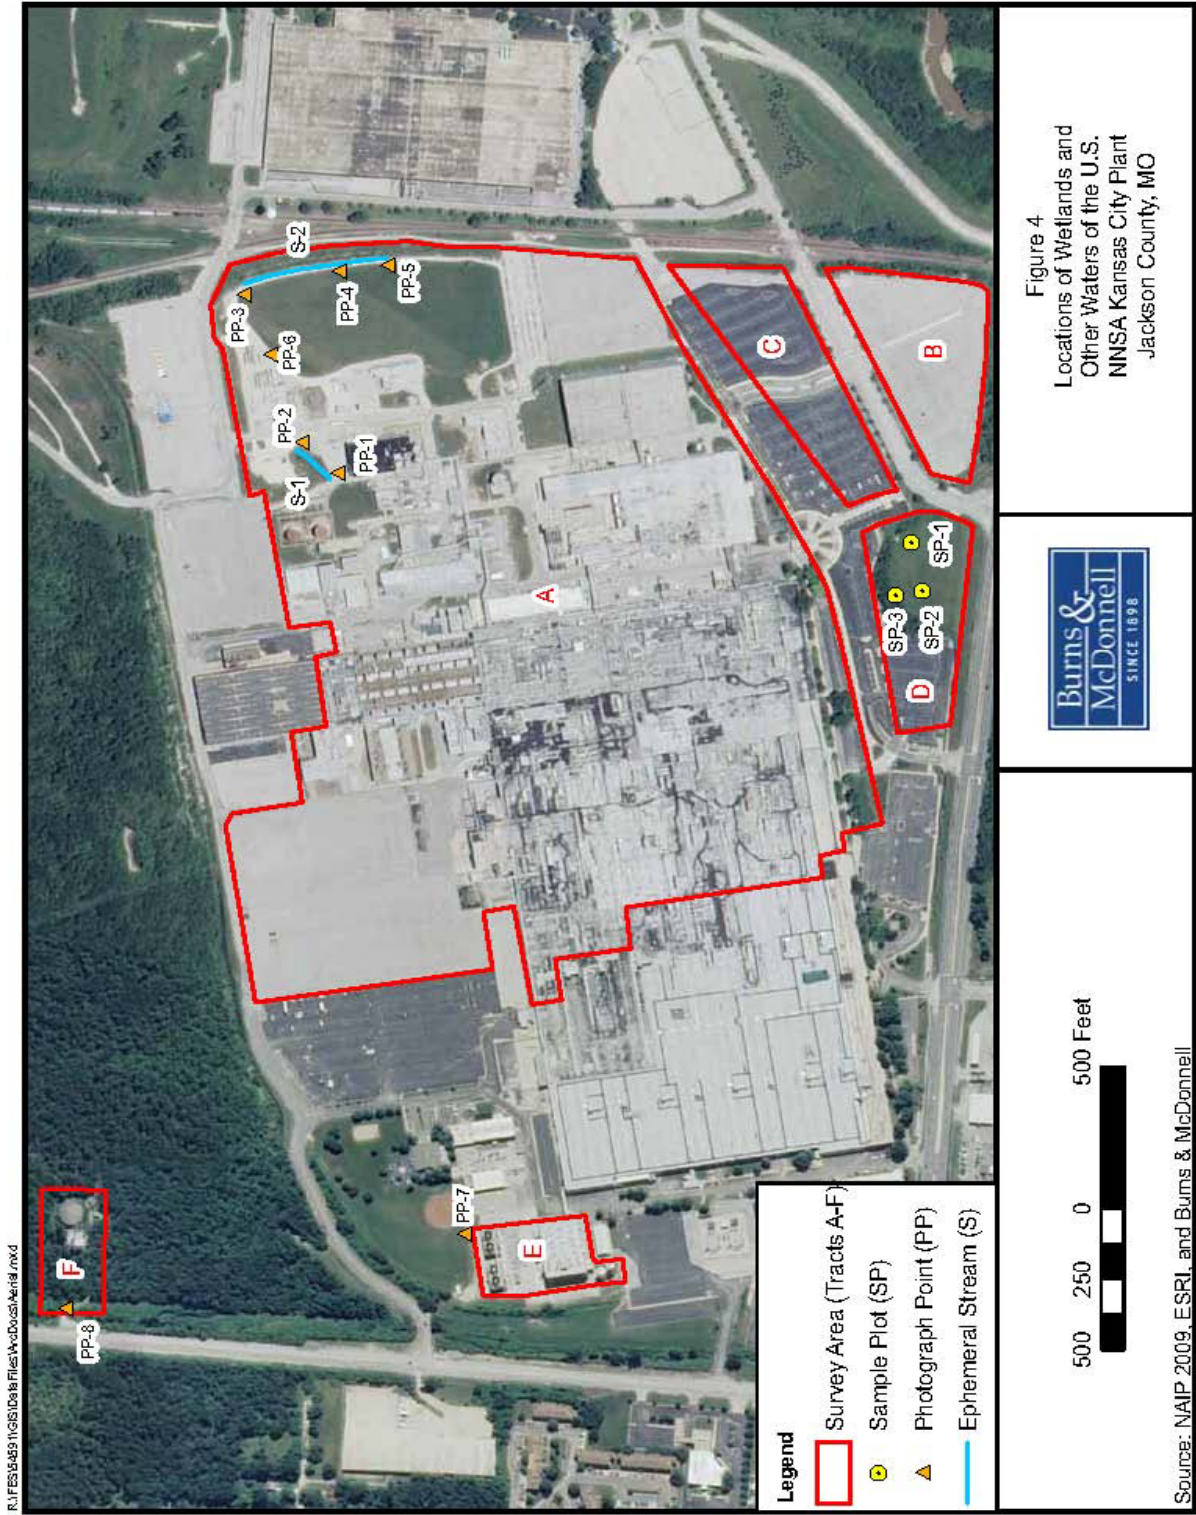 R:\FES\54591\GIS\DataFiles\ArcDocs\Aerial.mxd
F
PP-8
PP-7
E
A
S-1
PP-2
PP-1
PP-6
PP-3
S-2
PP-4
PP-5
C
B
D
SP-3
SP-2
SP-1
Legend
Survey Area (Tracts A-F)
Sample Plot (SP)
Photograph Point (PP)
Ephemeral Stream (S)
500 250 0 500 Feet
Source: NAIP 2009, ESRI, and Burns & McDonnell
Burns &
McDonnell
SINCE 1898
Figure 4
Locations of Wetlands and
Other Waters of the U.S.
NNSA Kansas City Plant
Jackson County, MO